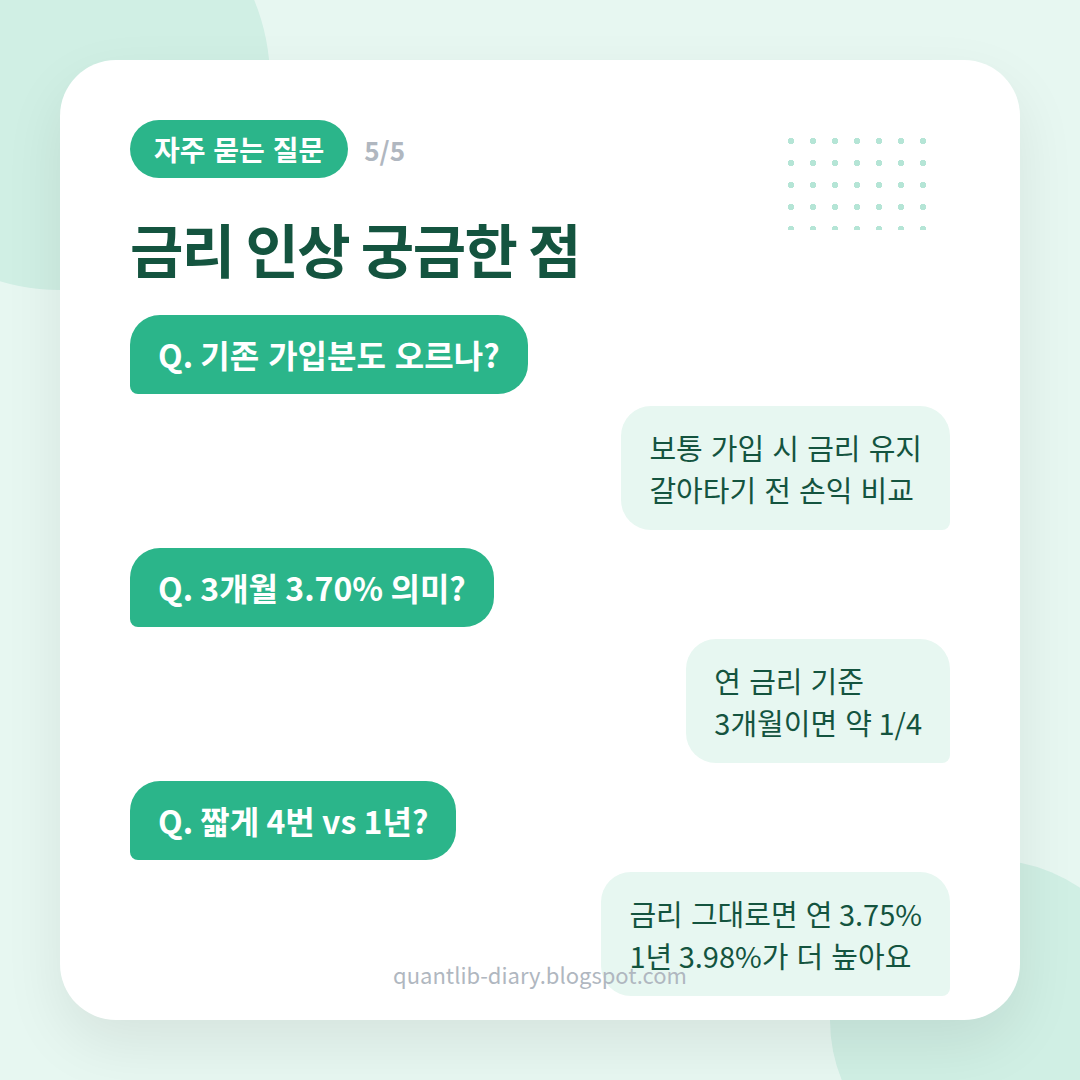 자주 묻는 질문 5/5
금리 인상 궁금한 점
Q. 기존 가입분도 오르나?
보통 가입 시 금리 유지
갈아타기 전 손익 비교
Q. 3개월 3.70% 의미?
연 금리 기준
3개월이면 약 1/4
Q. 짧게 4번 vs 1년?
금리 그대로면 연 3.75%
1년 3.98%가 더 높아요
quantlib-diary.blogspot.com